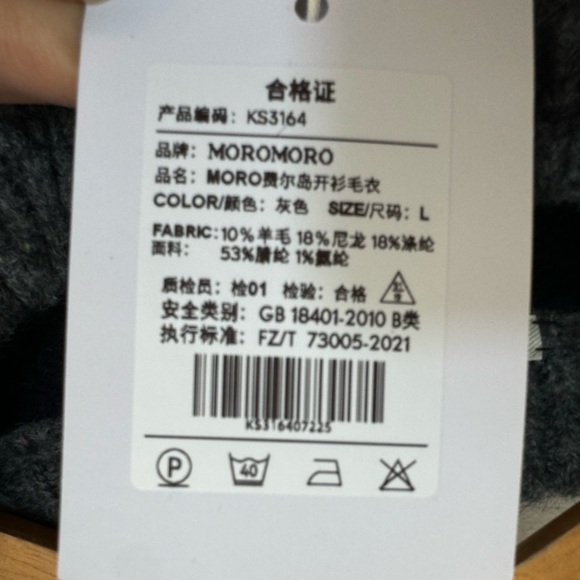 合格证
产品编码: KS3164
品牌: MOROMORO
品名: MORO费尔岛开衫毛衣
COLOR/颜色: 灰色 SIZE/尺码: L
FABRIC: 10%羊毛 18%尼龙 18%涤纶
面料: 53%腈纶 1%氨纶
质检员: 检01 检验: 合格
安全类别: GB 18401-2010 B类
执行标准: FZ/T 73005-2021
KS316407225
P 40